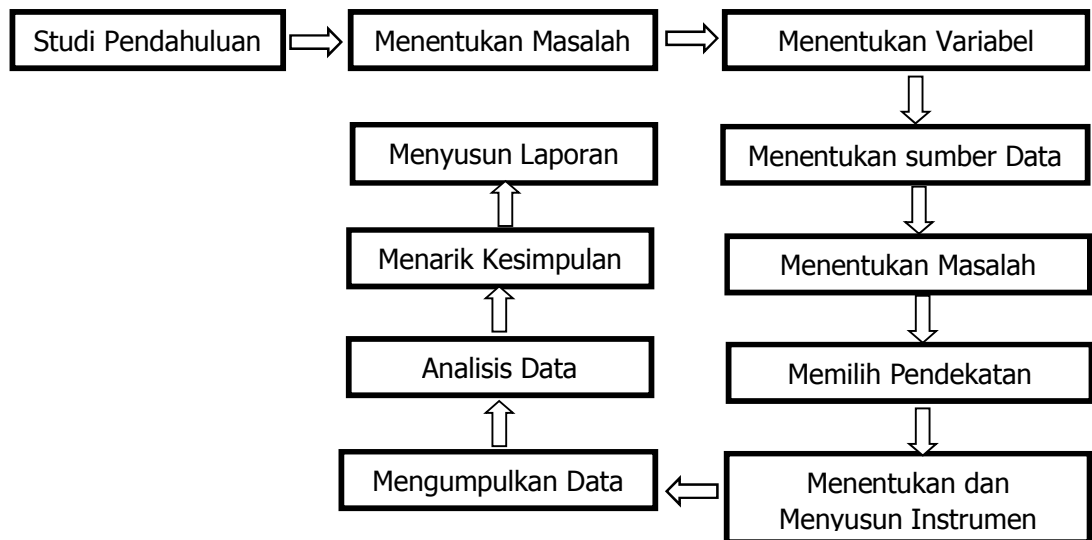 Studi Pendahuluan
Menentukan Masalah
Menentukan Variabel
Menentukan sumber Data
Menentukan Masalah
Memilih Pendekatan
Menentukan dan
Menyusun Instrumen
Mengumpulkan Data
Analisis Data
Menarik Kesimpulan
Menyusun Laporan